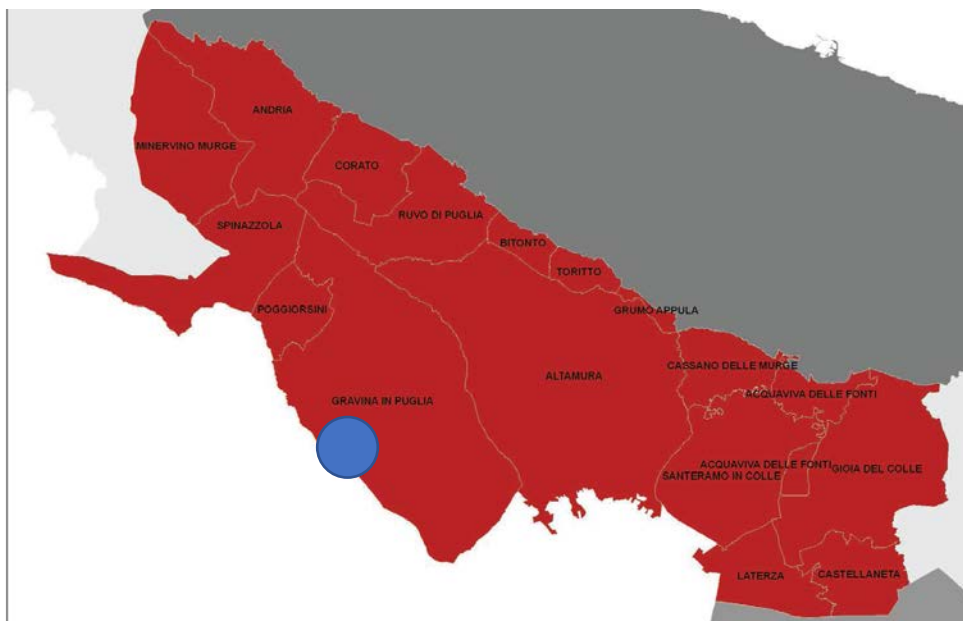 ANDRIA
MINERVINO MURGE
CORATO
RUVO DI PUGLIA
SPINAZZOLA
BITONTO
TORITTO
POGGIORSINI
GRUMO APPULA
CASSANO DELLE MURGE
ALTAMURA
ACQUAVIVA DELLE FONTI
GRAVINA IN PUGLIA
ACQUAVIVA DELLE FONTI
GIOIA DEL COLLE
SANTERAMO IN COLLE
LATERZA
CASTELLANETA